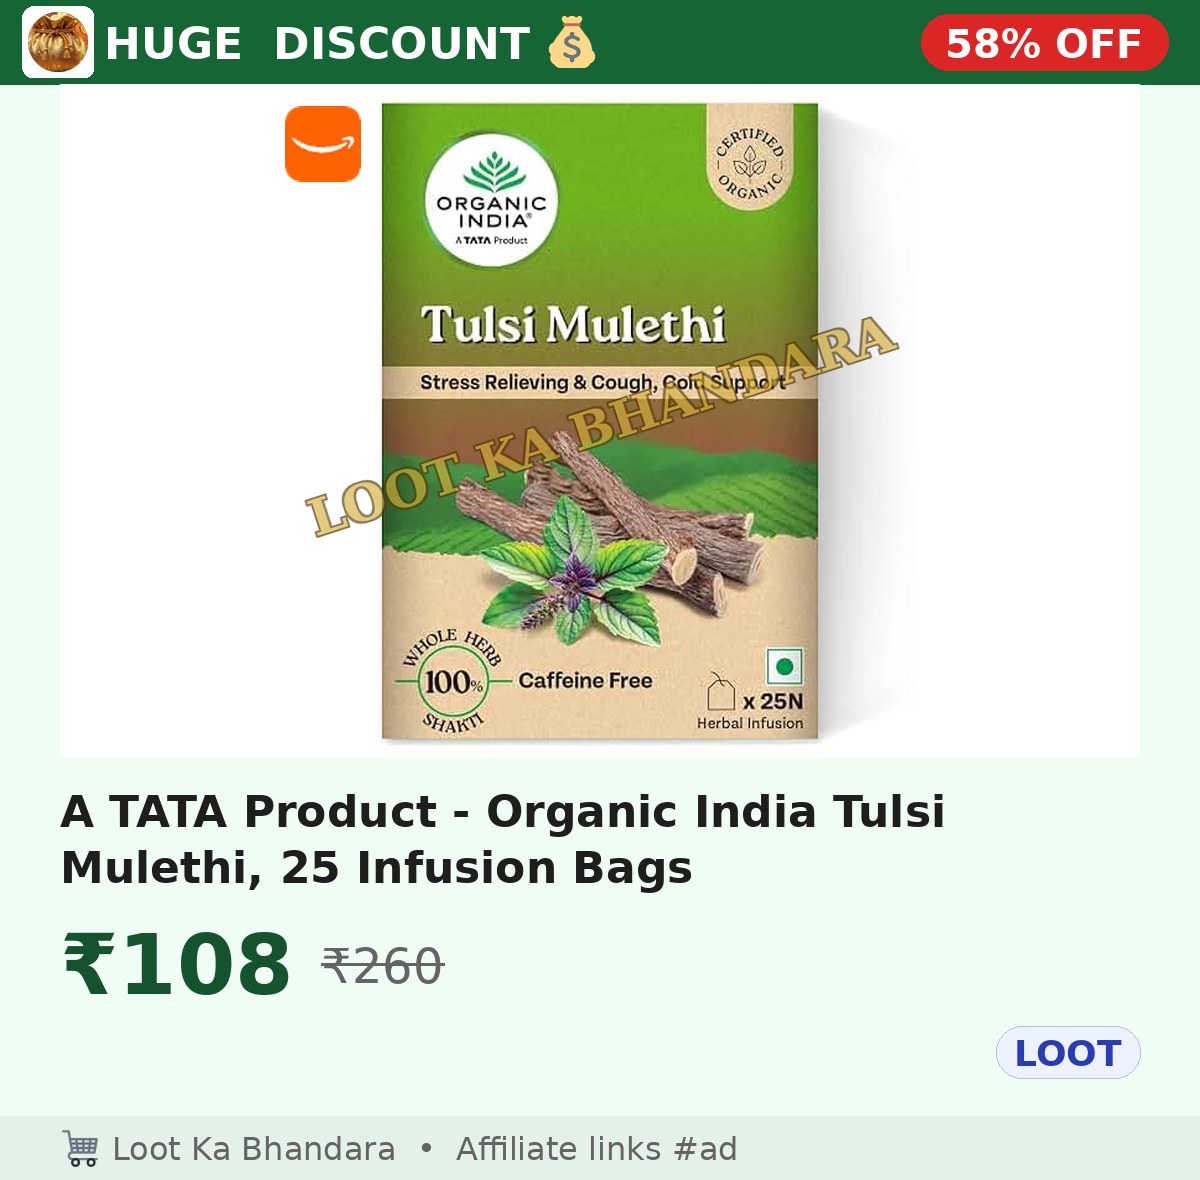 HUGE DISCOUNT
58% OFF
CERTIFIED
ORGANIC
ORGANIC
INDIA®
A TATA Product
Tulsi Mulethi
Stress Relieving & Cough, Cold Support
LOOT KA BHANDARA
WHOLE HERB
100%
SHAKTI
Caffeine Free
x 25N
Herbal Infusion
A TATA Product - Organic India Tulsi
Mulethi, 25 Infusion Bags
₹108 ₹260
LOOT
Loot Ka Bhandara • Affiliate links #ad